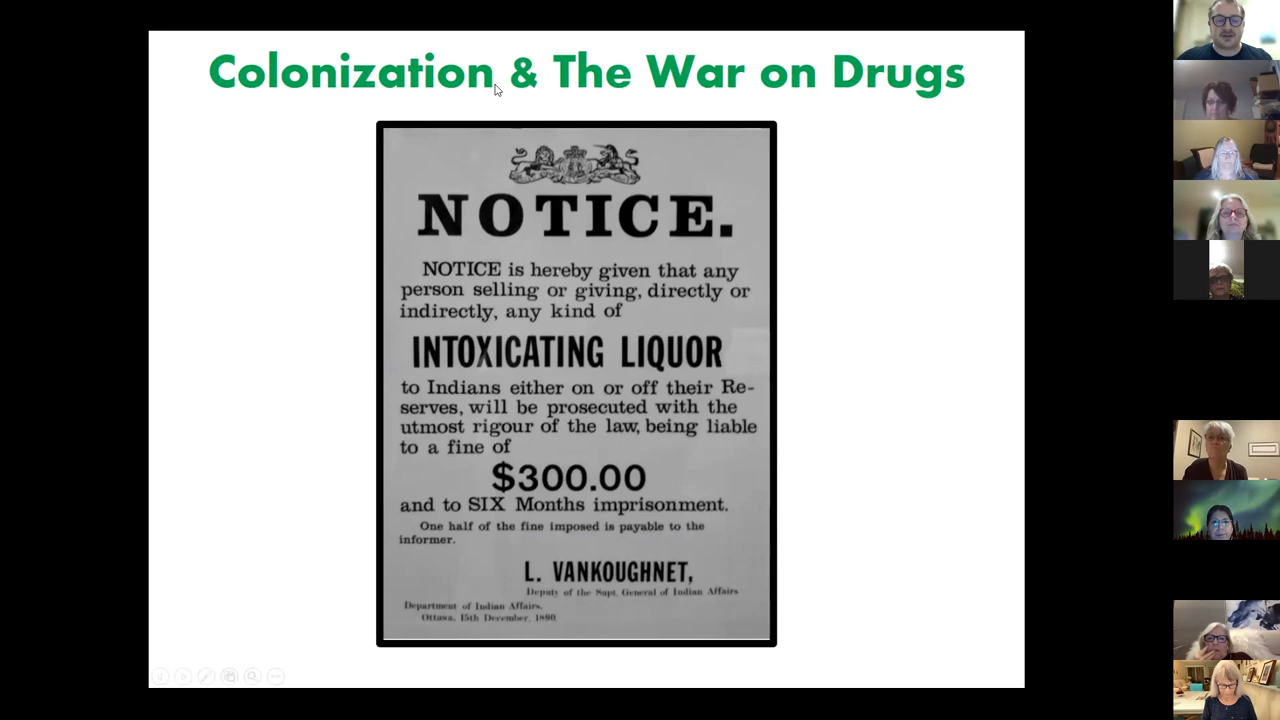 Colonization & The War on Drugs
NOTICE.
NOTICE is hereby given that any
person selling or giving, directly or
indirectly, any kind of
INTOXICATING LIQUOR
to Indians either on or off their Re-
serves, will be prosecuted with the
utmost rigour of the law, being liable
to a fine of
$300.00
and to SIX Months imprisonment.
One half of the fine imposed is payable to the
informer.
L. VANKOUGHNET,
Deputy of the Supt. General of Indian Affairs
Department of Indian Affairs,
Ottawa, 15th December, 1890.